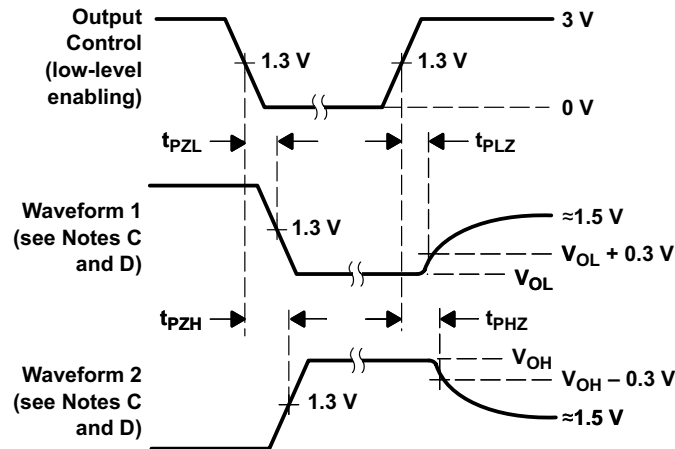 Output
Control
(low-level
enabling)
3 V
1.3 V
1.3 V
0 V
tPZL
tPLZ
Waveform 1
(see Notes C
and D)
1.3 V
≈1.5 V
VOL + 0.3 V
VOL
tPZH
tPHZ
Waveform 2
(see Notes C
and D)
1.3 V
VOH
VOH – 0.3 V
≈1.5 V